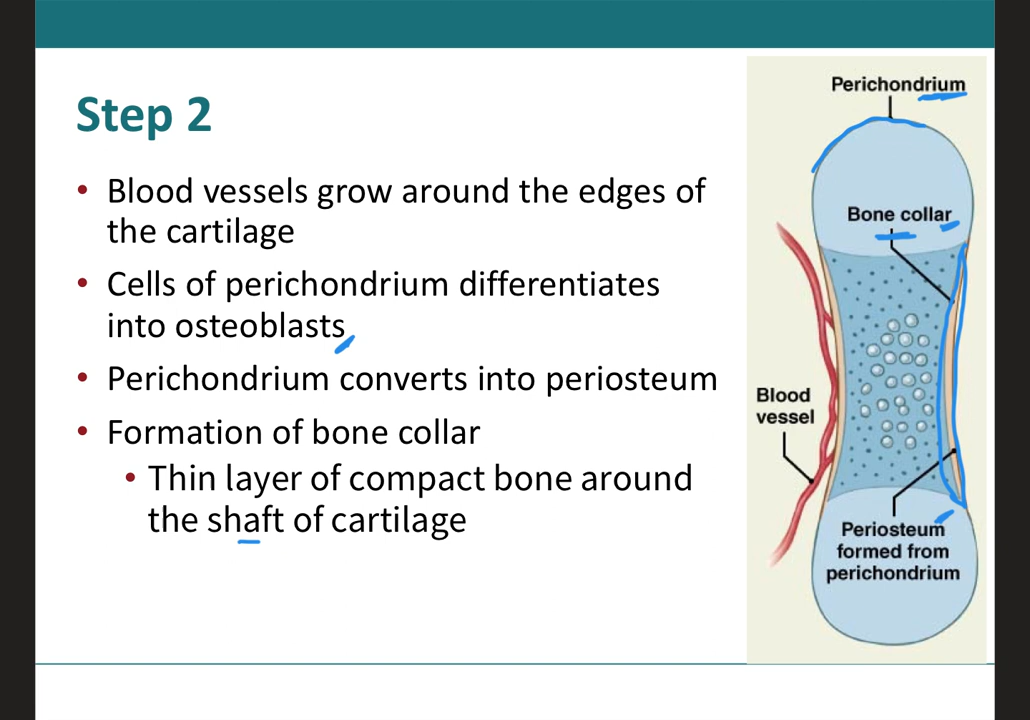 Step 2
• Blood vessels grow around the edges of
the cartilage
• Cells of perichondrium differentiates
into osteoblasts
• Perichondrium converts into periosteum
• Formation of bone collar
• Thin layer of compact bone around
the shaft of cartilage
Perichondrium
Bone collar
Blood
vessel
Periosteum
formed from
perichondrium